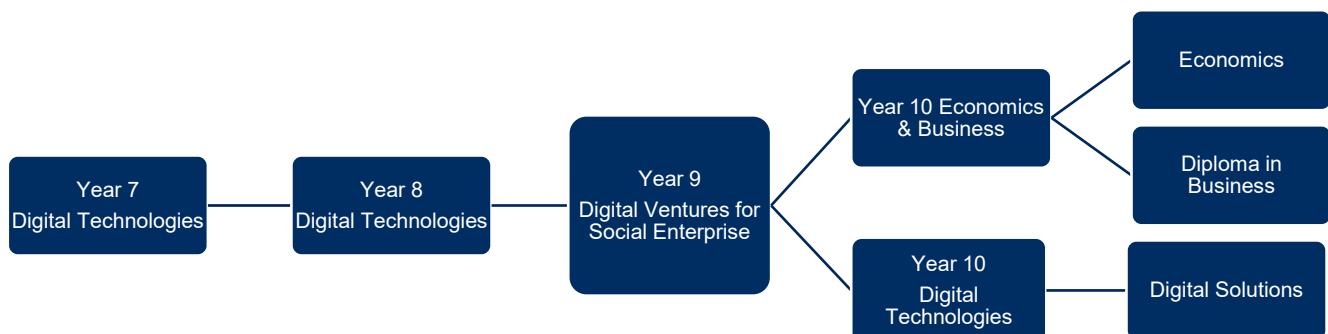 Year 7
Digital Technologies
Year 8
Digital Technologies
Year 9
Digital Ventures for
Social Enterprise
Year 10 Economics
& Business
Economics
Diploma in
Business
Year 10
Digital
Technologies
Digital Solutions